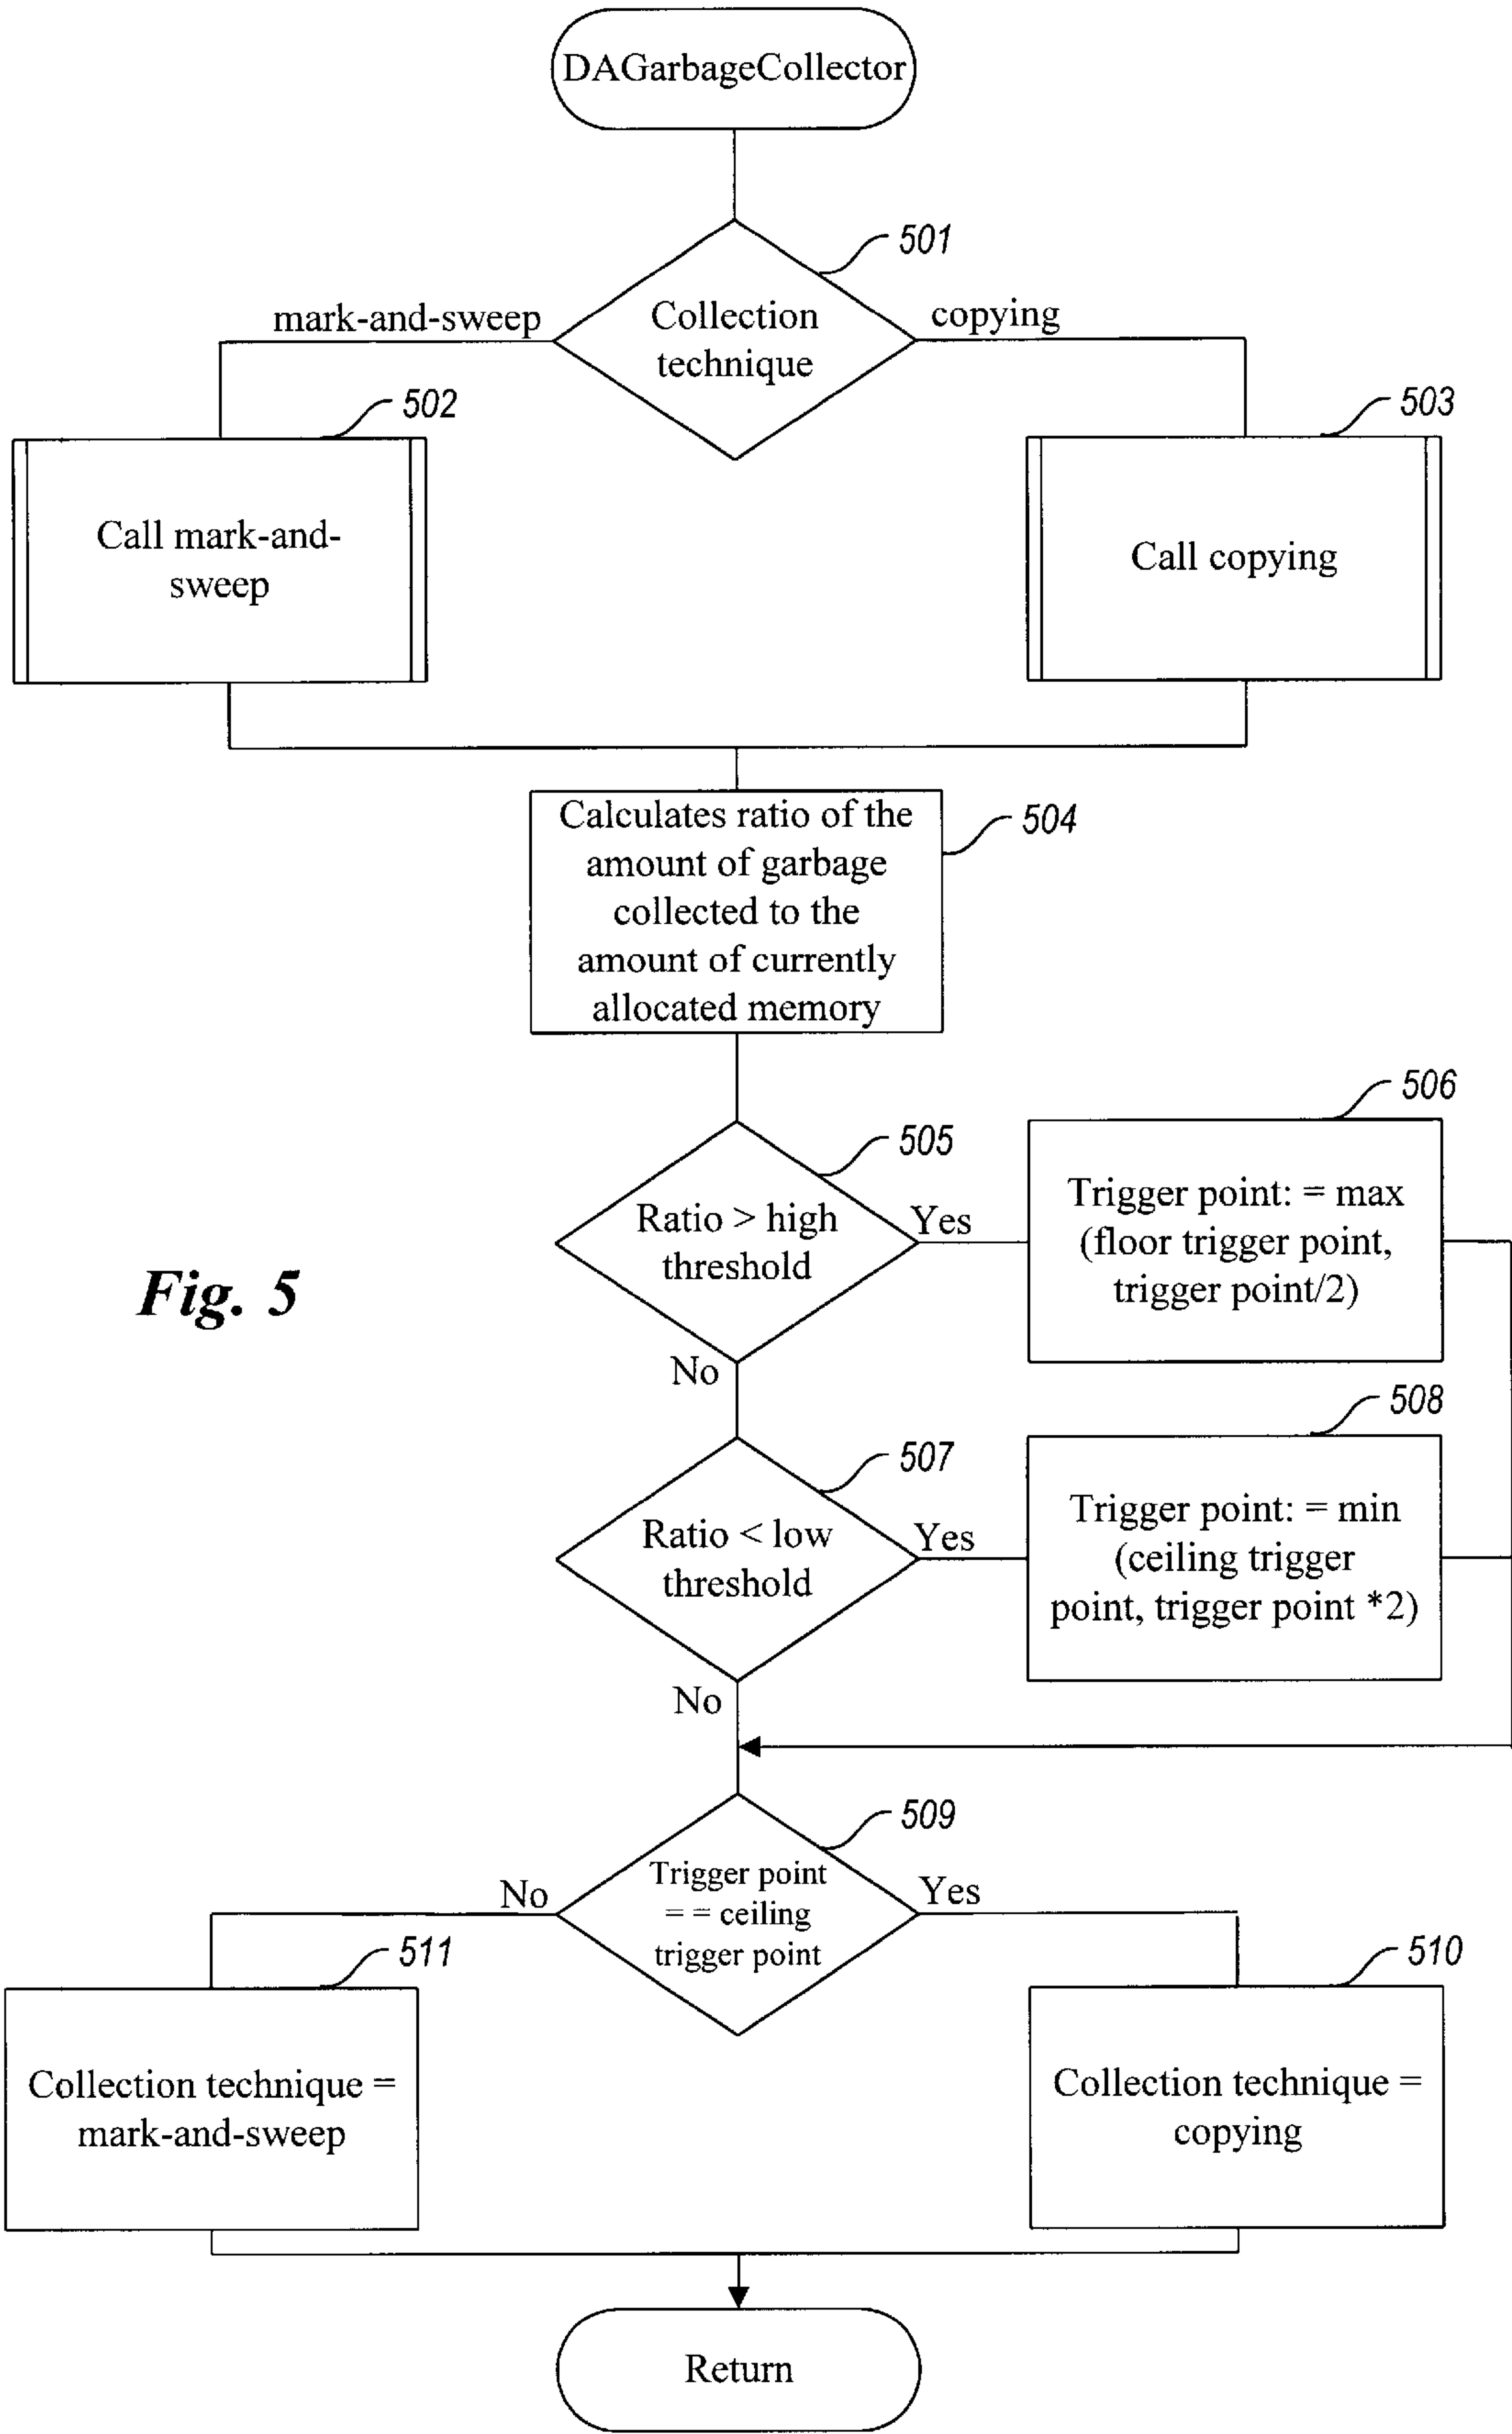 DAGarbageCollector
501
mark-and-sweep
Collection
technique
copying
502
503
Call mark-and-
sweep
Call copying
504
Calculates ratio of the
amount of garbage
collected to the
amount of currently
allocated memory
505
506
Ratio > high
threshold
Yes
Trigger point: = max
(floor trigger point,
trigger point/2)
Fig. 5
No
507
508
Ratio < low
threshold
Yes
Trigger point: = min
(ceiling trigger
point, trigger point *2)
No
509
No
Trigger point
= = ceiling
trigger point
Yes
511
510
Collection technique =
mark-and-sweep
Collection technique =
copying
Return